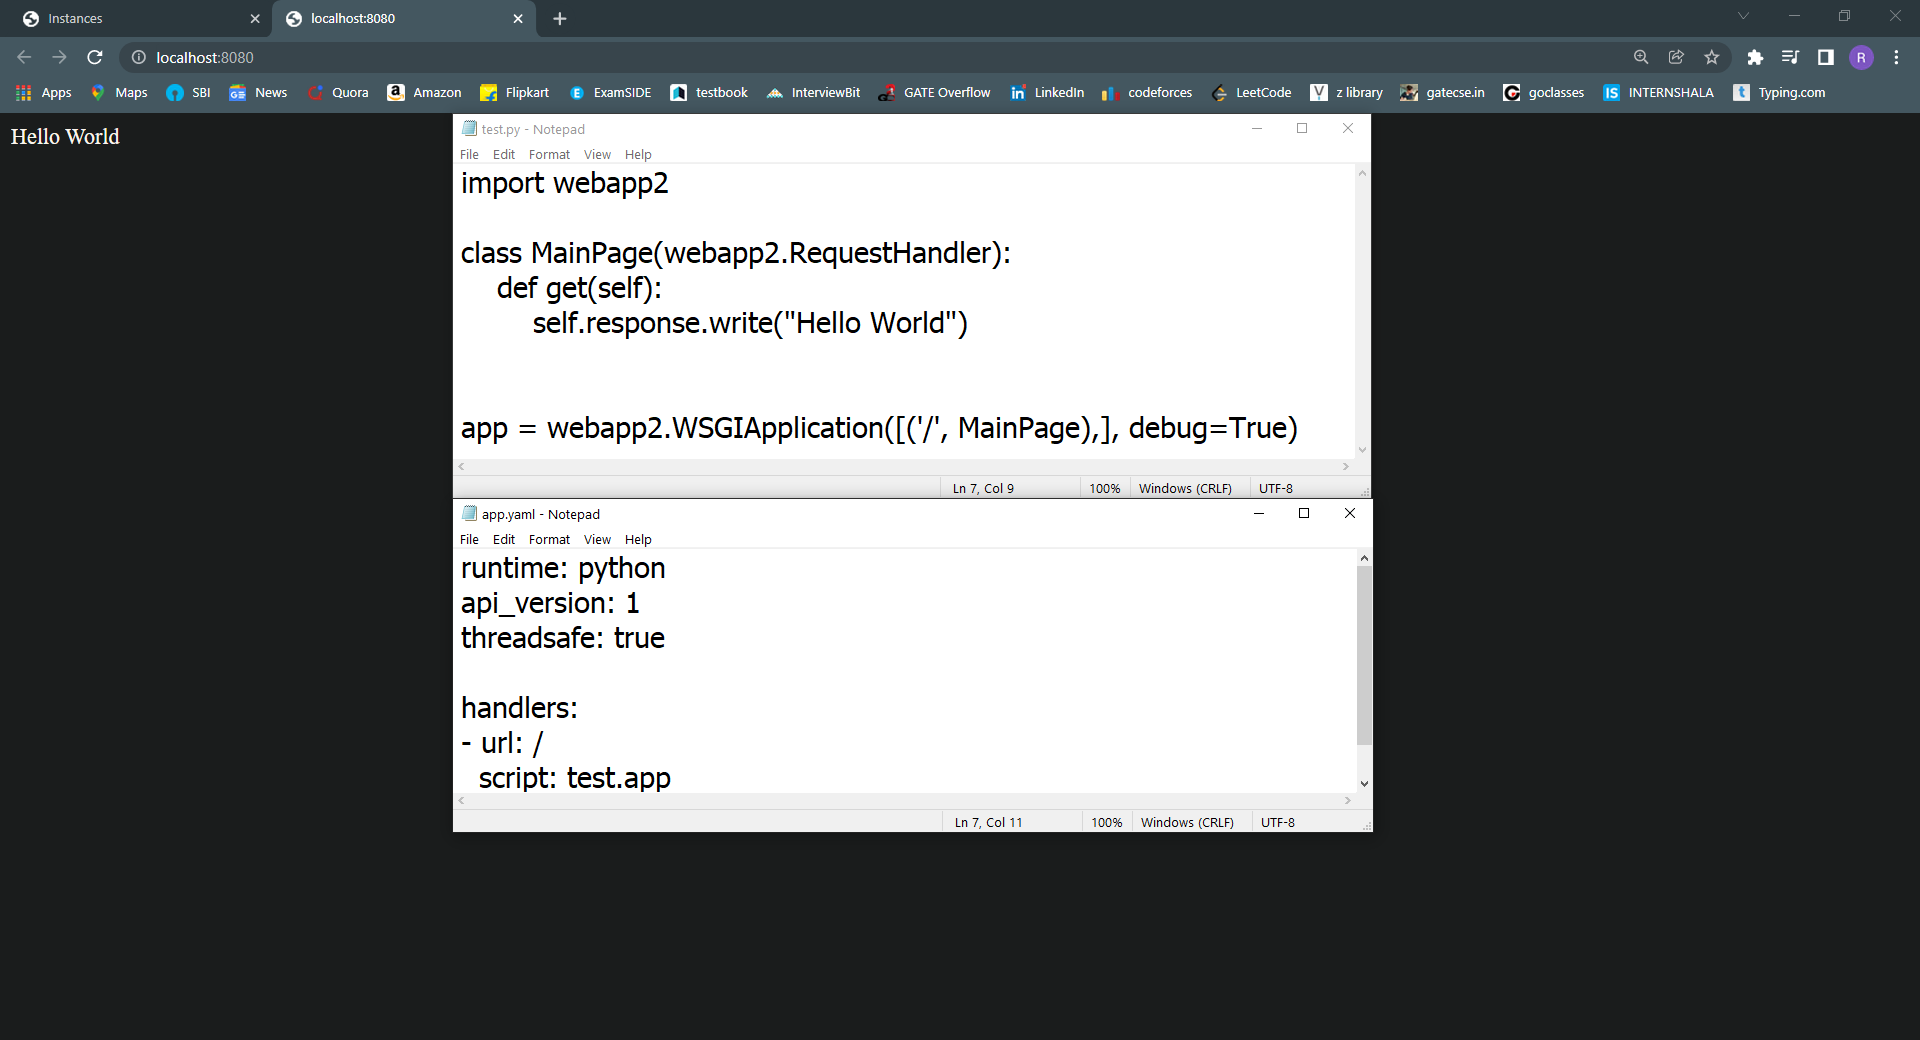 Instances
localhost:8080
localhost:8080
R
Apps Maps SBI News Quora Amazon Flipkart ExamSIDE testbook InterviewBit GATE Overflow LinkedIn codeforces LeetCode z library gatecse.in goclasses INTERNSHALA Typing.com
Hello World
test.py - Notepad
File Edit Format View Help
import webapp2
class MainPage(webapp2.RequestHandler):
def get(self):
self.response.write("Hello World")
app = webapp2.WSGIApplication([('/', MainPage),], debug=True)
Ln 7, Col 9 100% Windows (CRLF) UTF-8
app.yaml - Notepad
File Edit Format View Help
runtime: python
api_version: 1
threadsafe: true
handlers:
- url: /
script: test.app
Ln 7, Col 11 100% Windows (CRLF) UTF-8